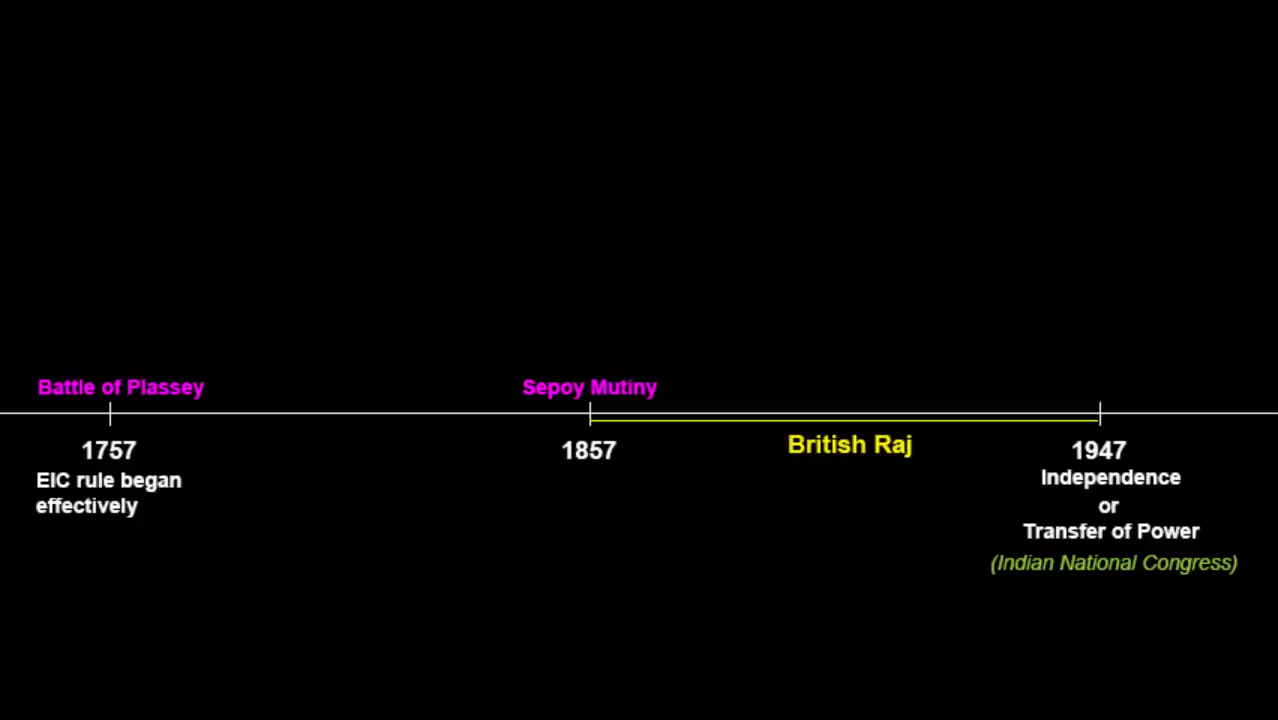 Battle of Plassey
Sepoy Mutiny
1757
1857
British Raj
1947
EIC rule began
effectively
Independence
or
Transfer of Power
(Indian National Congress)